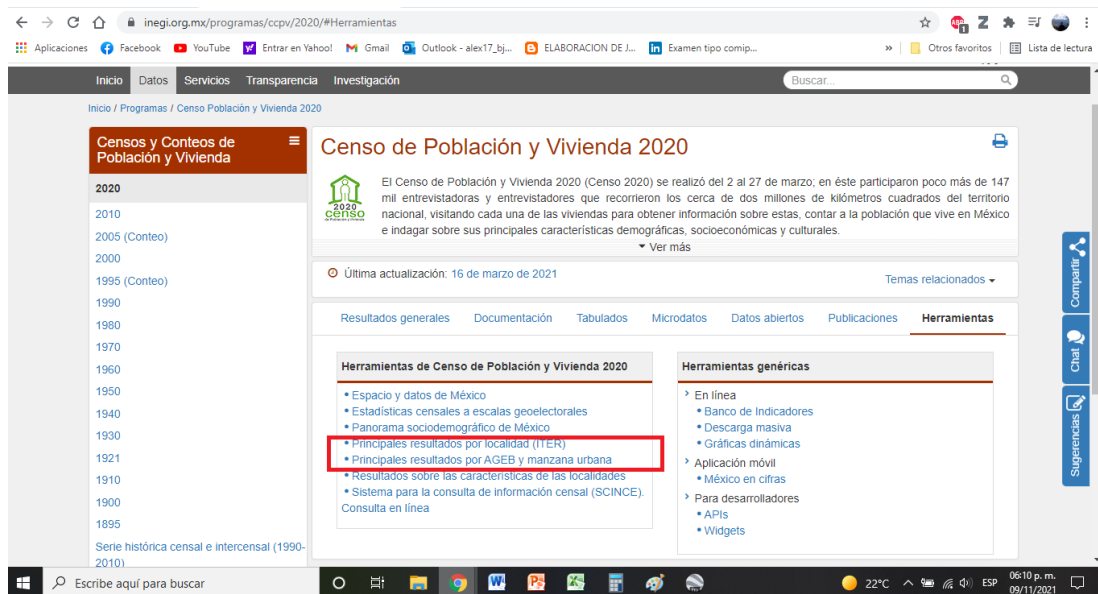 inegi.org.mx/programas/ccpv/2020/#Herramientas
Aplicaciones Facebook YouTube Entrar en Yahoo! Gmail Outlook - alex17_bj... ELABORACION DE J... Examen tipo comip... » Otros favoritos Lista de lectura
Inicio Datos Servicios Transparencia Investigación Buscar...
Inicio / Programas / Censo Población y Vivienda 2020
Censos y Conteos de
Población y Vivienda
2020
2010
2005 (Conteo)
2000
1995 (Conteo)
1990
1980
1970
1960
1950
1940
1930
1921
1910
1900
1895
Serie histórica censal e intercensal (1990-
2010)
Censo de Población y Vivienda 2020
2020
censo
El Censo de Población y Vivienda 2020 (Censo 2020) se realizó del 2 al 27 de marzo; en éste participaron poco más de 147
mil entrevistadoras y entrevistadores que recorrieron los cerca de dos millones de kilómetros cuadrados del territorio
nacional, visitando cada una de las viviendas para obtener información sobre estas, contar a la población que vive en México
e indagar sobre sus principales características demográficas, socioeconómicas y culturales.
Ver más
Última actualización: 16 de marzo de 2021
Temas relacionados
Resultados generales Documentación Tabulados Microdatos Datos abiertos Publicaciones Herramientas
Herramientas de Censo de Población y Vivienda 2020
• Espacio y datos de México
• Estadísticas censales a escalas geoelectorales
• Panorama sociodemográfico de México
• Principales resultados por localidad (ITER)
• Principales resultados por AGEB y manzana urbana
• Resultados sobre las características de las localidades
• Sistema para la consulta de información censal (SCINCE).
Consulta en línea
Herramientas genéricas
En línea
• Banco de Indicadores
• Descarga masiva
• Gráficas dinámicas
Aplicación móvil
• México en cifras
Para desarrolladores
• APIs
• Widgets
Compartir
Chat
Sugerencias
Escribe aquí para buscar
22°C ESP 06:10 p. m.
09/11/2021